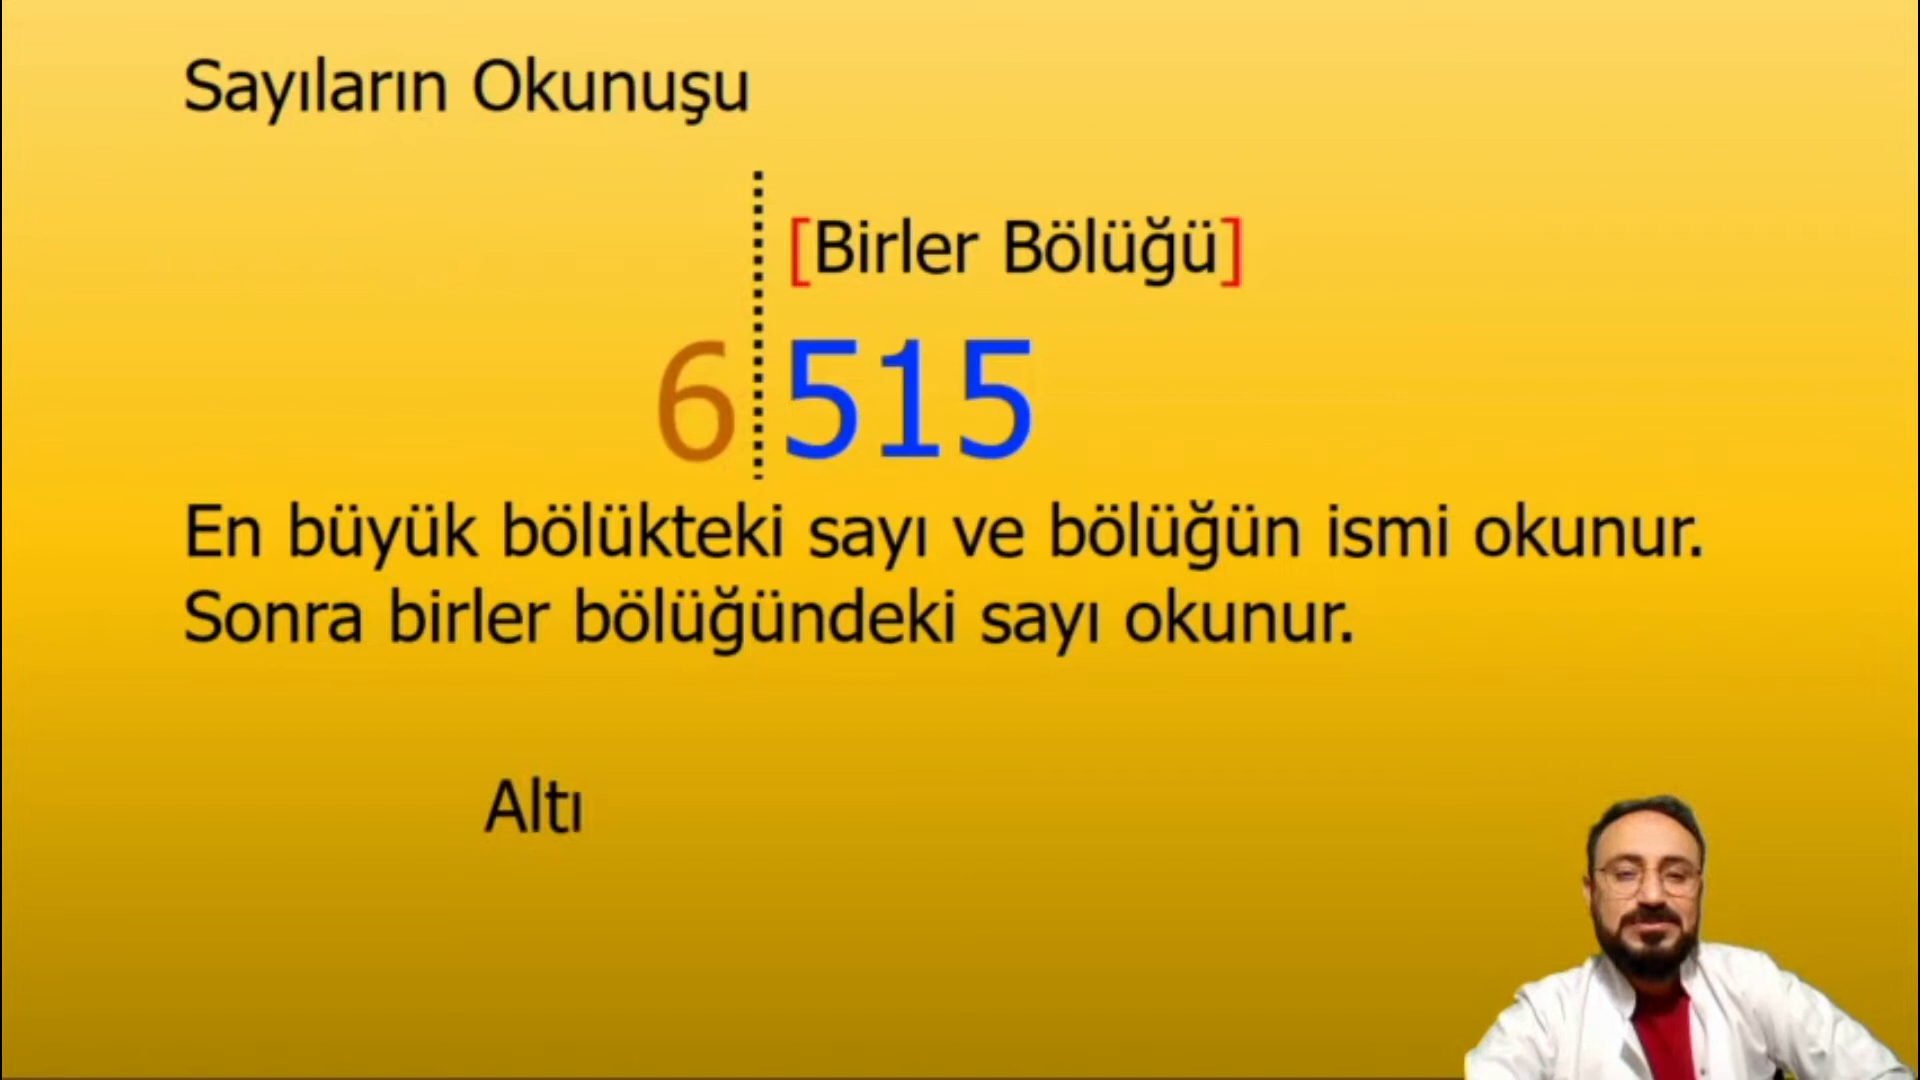 Sayıların Okunuşu
[Birler Bölüğü]
6 515
En büyük bölükteki sayı ve bölüğün ismi okunur.
Sonra birler bölüğündeki sayı okunur.
Altı